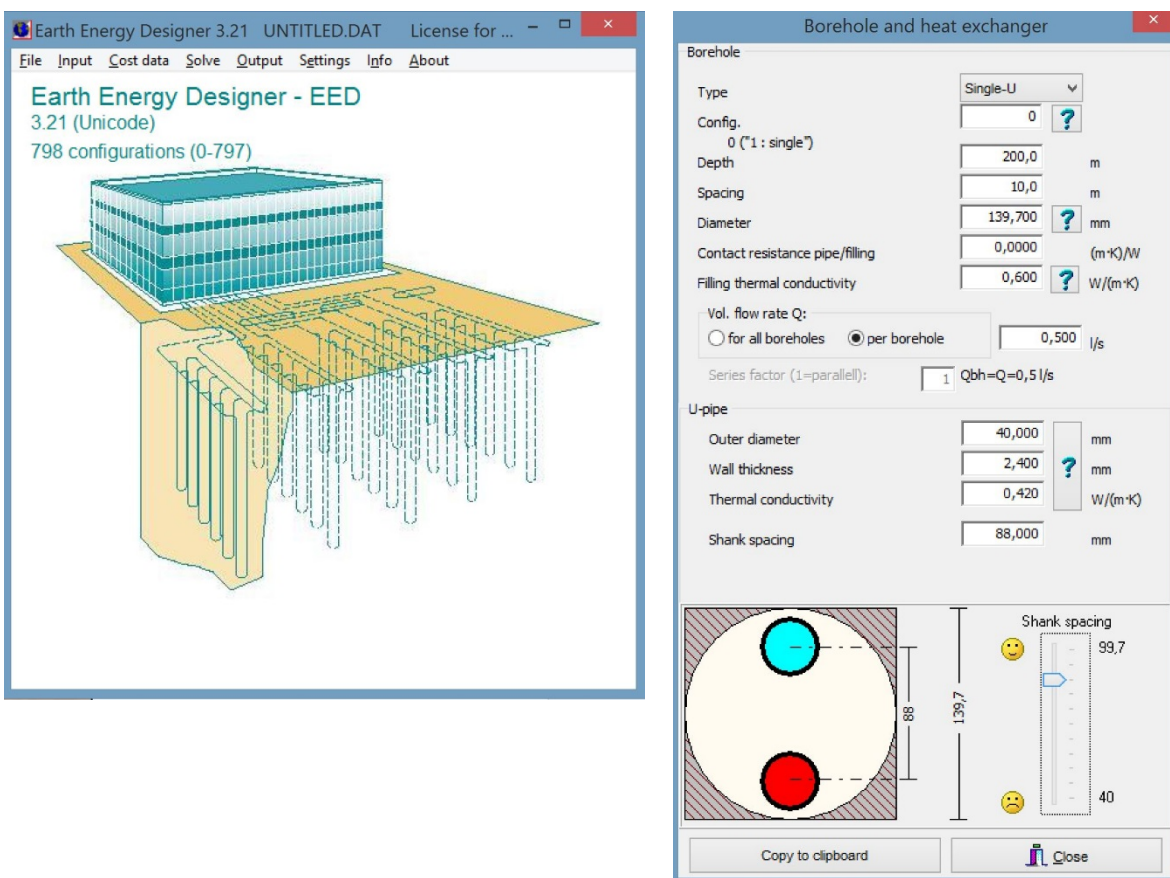 Earth Energy Designer 3.21 UNTITLED.DAT License for ...
File Input Cost data Solve Output Settings Info About
Earth Energy Designer - EED
3.21 (Unicode)
798 configurations (0-797)
Borehole and heat exchanger
Borehole
Type Single-U
Config. 0 ?
0 ("1 : single")
Depth 200,0 m
Spacing 10,0 m
Diameter 139,700 ? mm
Contact resistance pipe/filling 0,0000 (m·K)/W
Filling thermal conductivity 0,600 ? W/(m·K)
Vol. flow rate Q:
for all boreholes per borehole 0,500 l/s
Series factor (1=parallell): 1 Qbh=Q=0,5 l/s
U-pipe
Outer diameter 40,000 mm
Wall thickness 2,400 ? mm
Thermal conductivity 0,420 W/(m·K)
Shank spacing 88,000 mm
Shank spacing
99,7
88
139,7
40
Copy to clipboard
Close